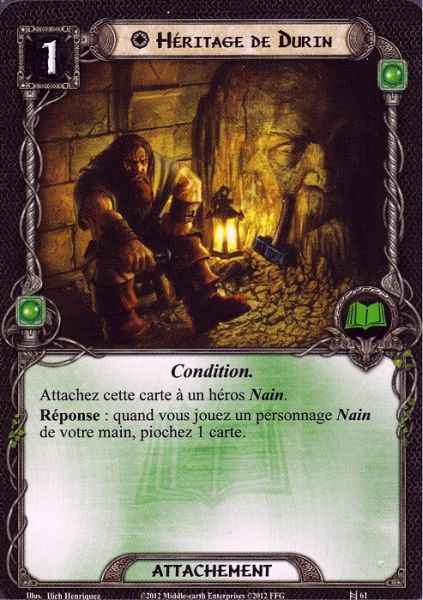 1
Héritage de Durin
Condition.
Attachez cette carte à un héros Nain.
Réponse : quand vous jouez un personnage Nain
de votre main, piochez 1 carte.
ATTACHEMENT
Illus. Ilich Henriquez ©2012 Middle-earth Enterprises ©2012 FFG 61